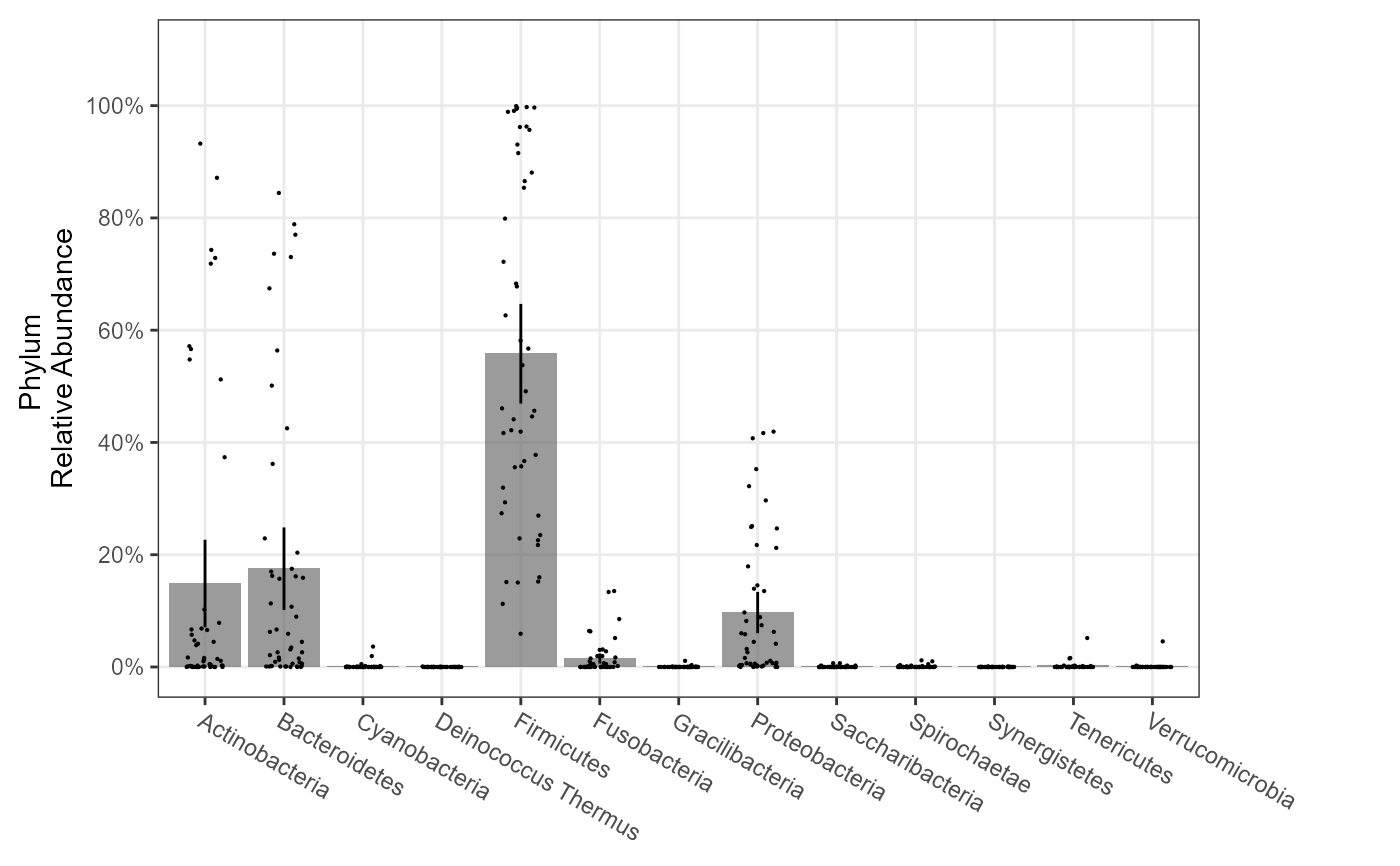 Phylum
Relative Abundance
100%
80%
60%
40%
20%
0%
Actinobacteria
Bacteroidetes
Cyanobacteria
Deinococcus Thermus
Firmicutes
Fusobacteria
Gracilibacteria
Proteobacteria
Saccharibacteria
Spirochaetae
Synergistetes
Tenericutes
Verrucomicrobia